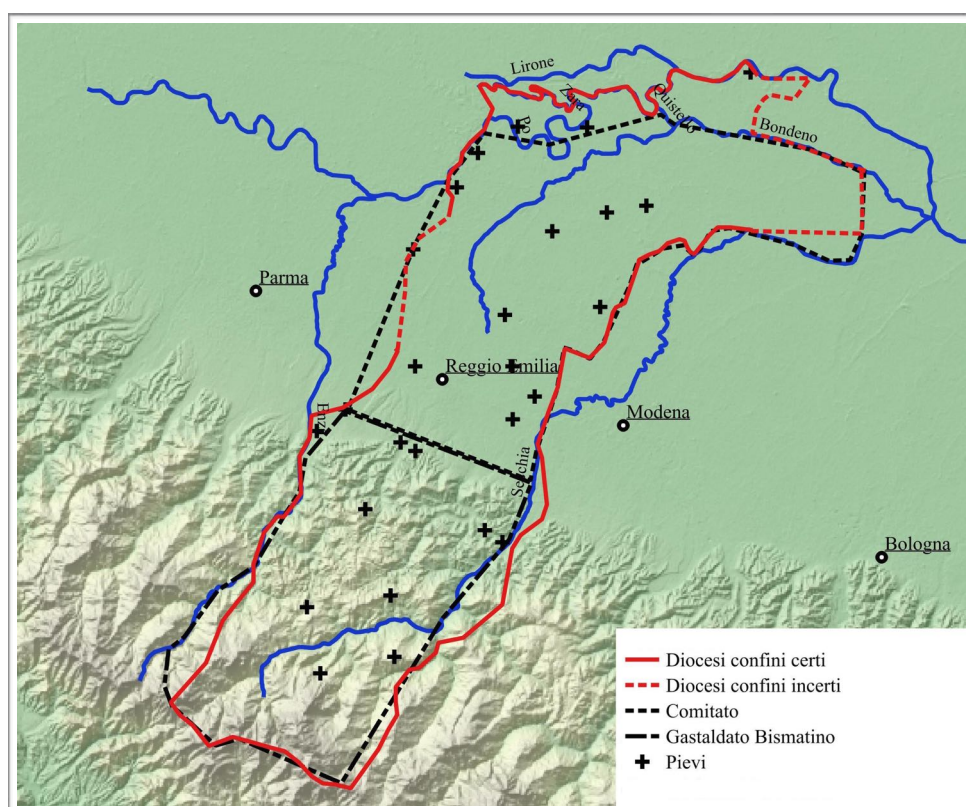 Lirone
Zara
Po
Quistello
Bondeno
Parma
Reggio Emilia
Enza
Modena
Secchia
Bologna
Diocesi confini certi
Diocesi confini incerti
Comitato
Gastaldato Bismatino
Pievi